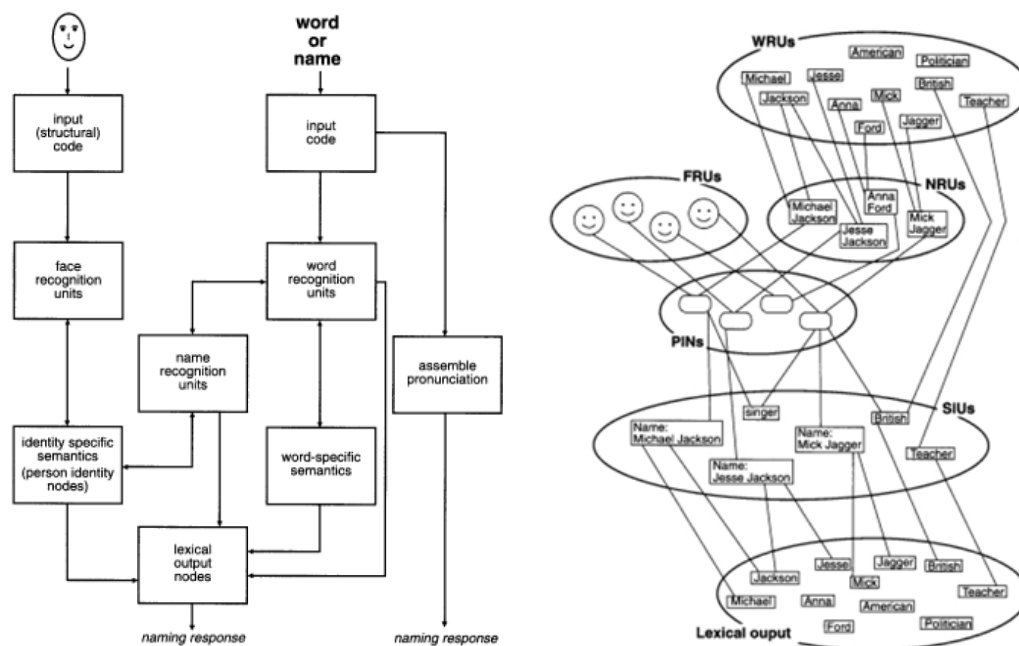 word
or
name
input
(structural)
code
input
code
face
recognition
units
word
recognition
units
name
recognition
units
assemble
pronunciation
identity specific
semantics
(person identity
nodes)
word-specific
semantics
lexical
output
nodes
naming response
naming response
WRUs
American
Politician
Michael
Jesse
British
Jackson
Mick
Teacher
Anna
Ford
Jagger
FRUs
NRUs
Michael
Jackson
Anna
Ford
Jesse
Jackson
Mick
Jagger
PINs
SIUs
singer
British
Name:
Michael Jackson
Name:
Mick Jagger
Teacher
Name:
Jesse Jackson
Jesse
Jagger
British
Jackson
Mick
Teacher
Michael
Anna
American
Ford
Politician
Lexical ouput